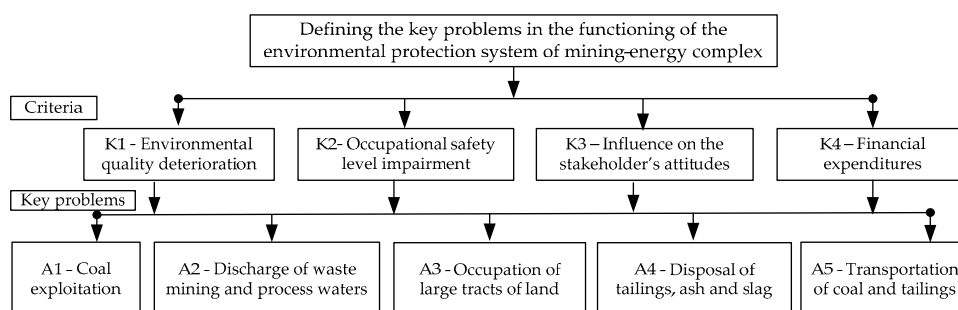 Defining the key problems in the functioning of the
environmental protection system of mining-energy complex
Criteria
K1 - Environmental
quality deterioration
K2- Occupational safety
level impairment
K3 – Influence on the
stakeholder's attitudes
K4 – Financial
expenditures
Key problems
A1 - Coal
exploitation
A2 - Discharge of waste
mining and process waters
A3 - Occupation of
large tracts of land
A4 - Disposal of
tailings, ash and slag
A5 - Transportation
of coal and tailings